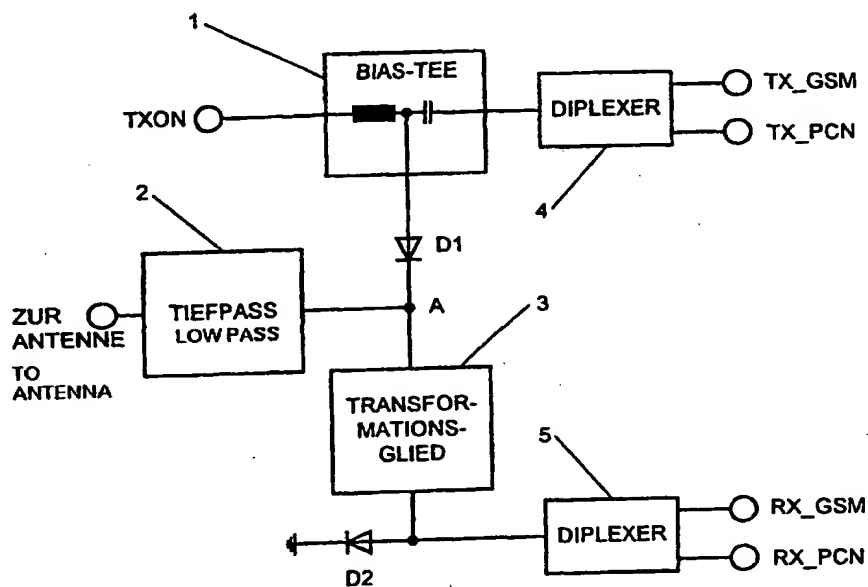 1
BIAS-TEE
TXON
DIPLEXER
TX_GSM
TX_PCN
4
2
D1
ZUR
ANTENNE
TO
ANTENNA
TIEFPASS
LOW PASS
A
3
TRANSFOR-
MATIONS-
GLIED
5
DIPLEXER
RX_GSM
RX_PCN
D2